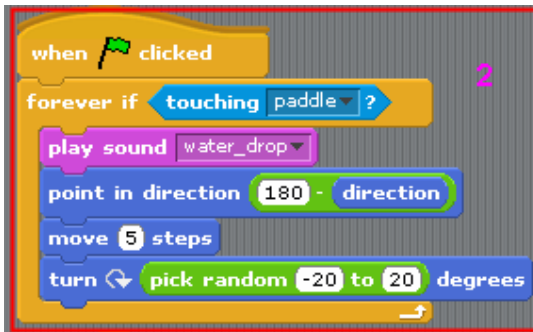 when clicked
2
forever if touching paddle ?
play sound water_drop
point in direction 180 - direction
move 5 steps
turn pick random -20 to 20 degrees